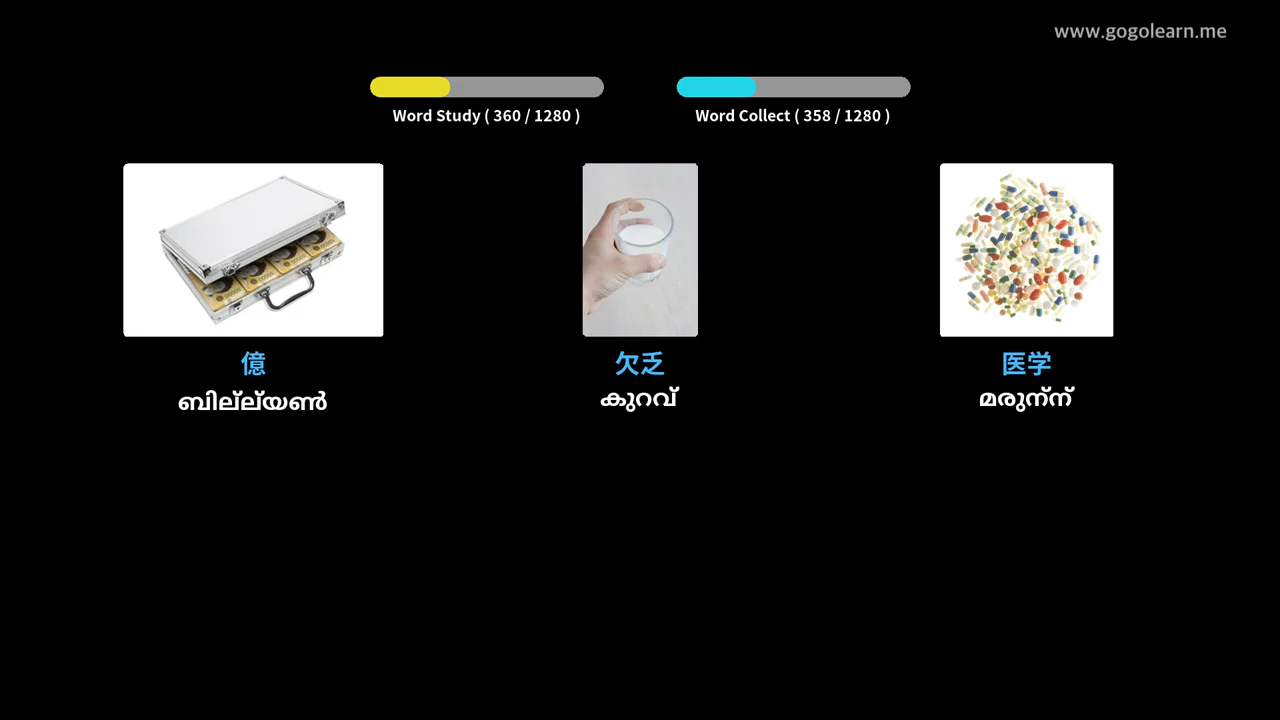 www.gogolearn.me
Word Study ( 360 / 1280 )
Word Collect ( 358 / 1280 )
億
欠乏
医学
ബില്ല്യൺ
കുറവ്
മരുന്ന്